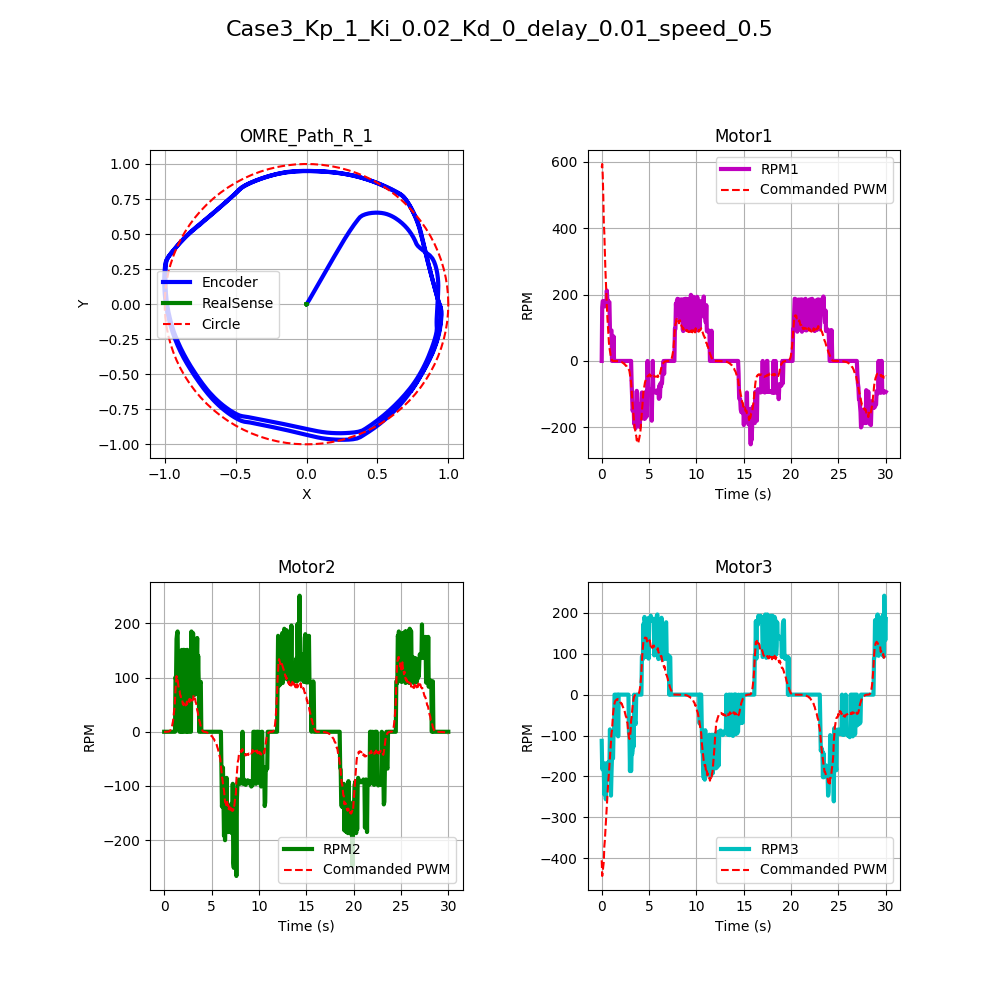 Case3_Kp_1_Ki_0.02_Kd_0_delay_0.01_speed_0.5
OMRE_Path_R_1
1.00
0.75
0.50
0.25
0.00
−0.25
−0.50
−0.75
−1.00
Y
Encoder
RealSense
Circle
−1.0 −0.5 0.0 0.5 1.0
X
Motor1
600
400
200
0
−200
RPM
RPM1
Commanded PWM
0 5 10 15 20 25 30
Time (s)
Motor2
200
100
0
−100
−200
RPM
RPM2
Commanded PWM
0 5 10 15 20 25 30
Time (s)
Motor3
200
100
0
−100
−200
−300
−400
RPM
RPM3
Commanded PWM
0 5 10 15 20 25 30
Time (s)